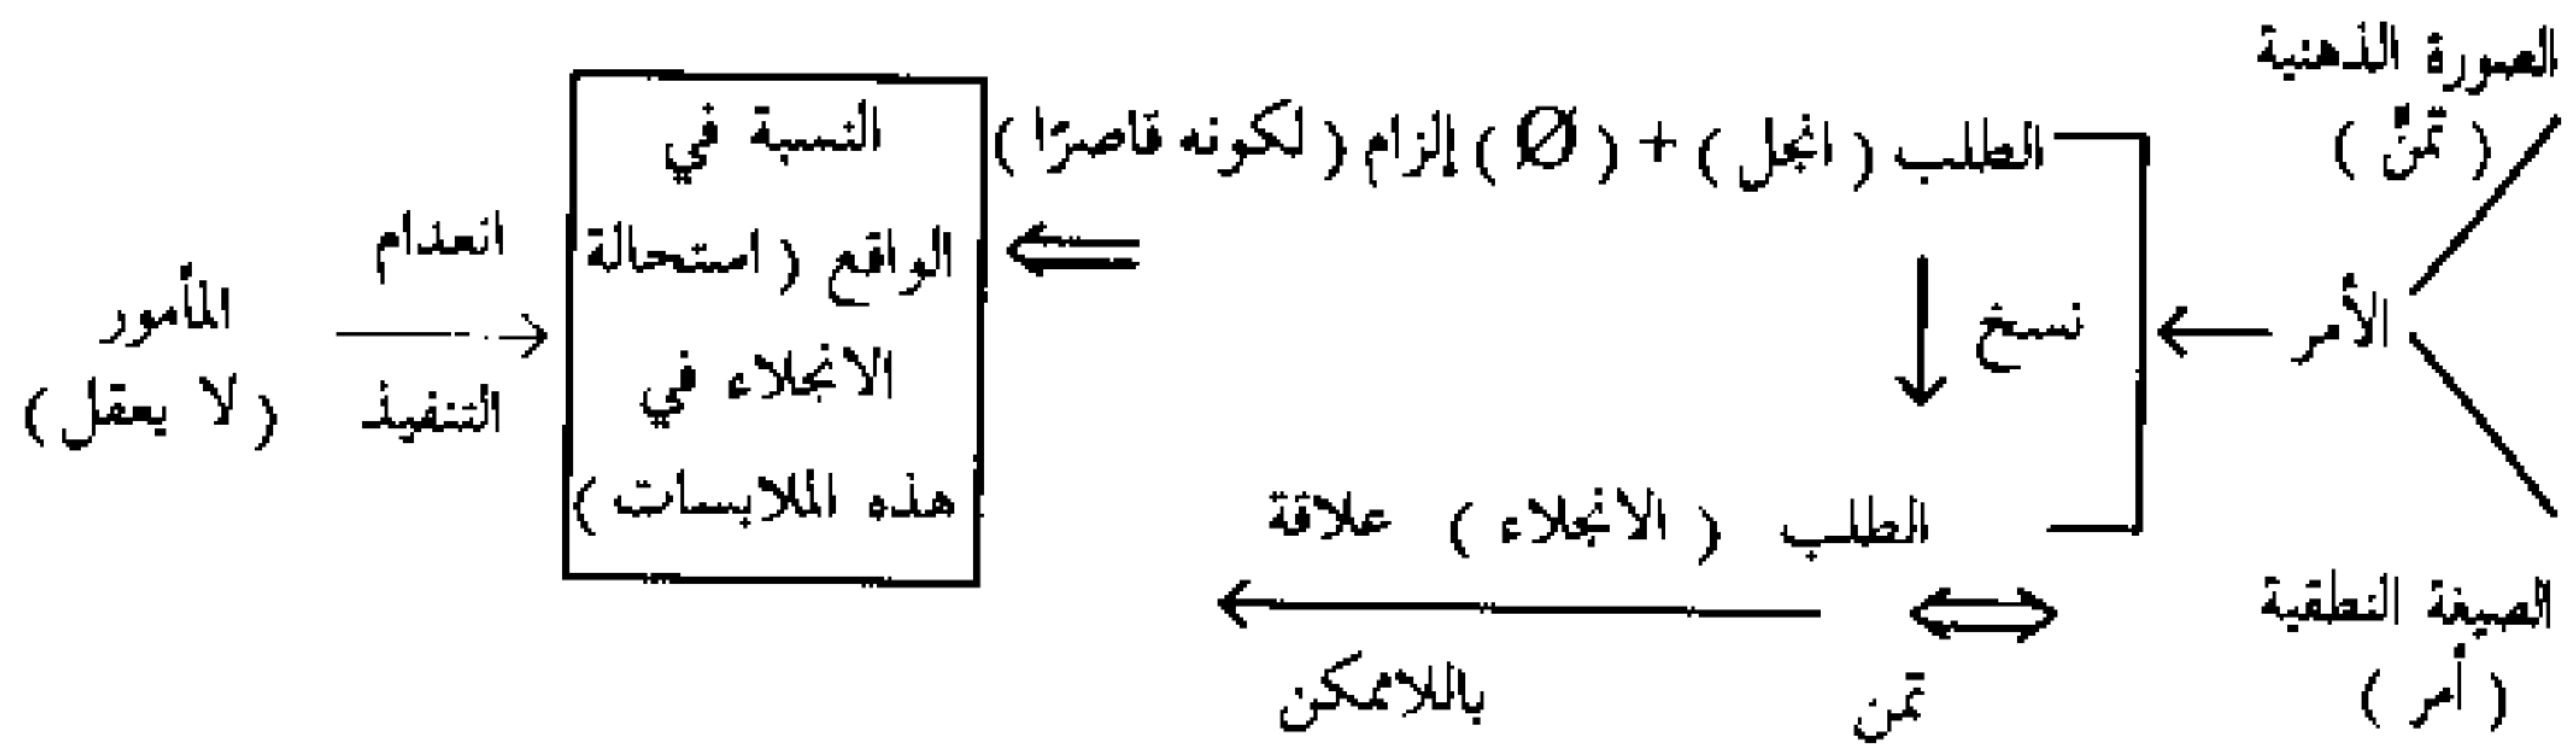 الصورة الذهنية
( تمنٍّ )
الأمر
الصيغة النطقية
( أمر )
الطلب ( انجل ) + ( Ø ) إلزام ( لكونه قاصرًا )
نسخ
الطلب ( الانجلاء ) علاقة
تمن
باللاممكن
النسبة في
الواقع ( استحالة
الانجلاء في
هذه الملابسات )
انعدام
التنفيذ
المأمور
( لا يعقل )